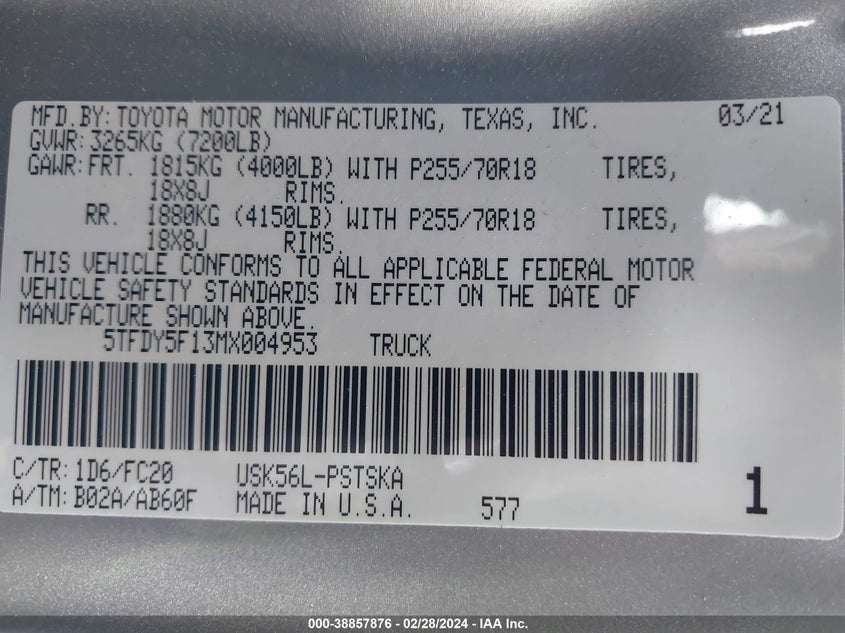 MFD.BY: TOYOTA MOTOR MANUFACTURING, TEXAS, INC. 03/21
GVWR: 3265KG (7200LB)
GAWR: FRT. 1815KG (4000LB) WITH P255/70R18 TIRES,
18X8J RIMS.
RR. 1880KG (4150LB) WITH P255/70R18 TIRES,
18X8J RIMS.
THIS VEHICLE CONFORMS TO ALL APPLICABLE FEDERAL MOTOR
VEHICLE SAFETY STANDARDS IN EFFECT ON THE DATE OF
MANUFACTURE SHOWN ABOVE.
5TFDY5F13MX004953 TRUCK
C/TR: 1D6/FC20 USK56L-PSTSKA
A/TM: B02A/AB60F MADE IN U.S.A. 577 1
000-38857876 - 02/28/2024 - IAA Inc.